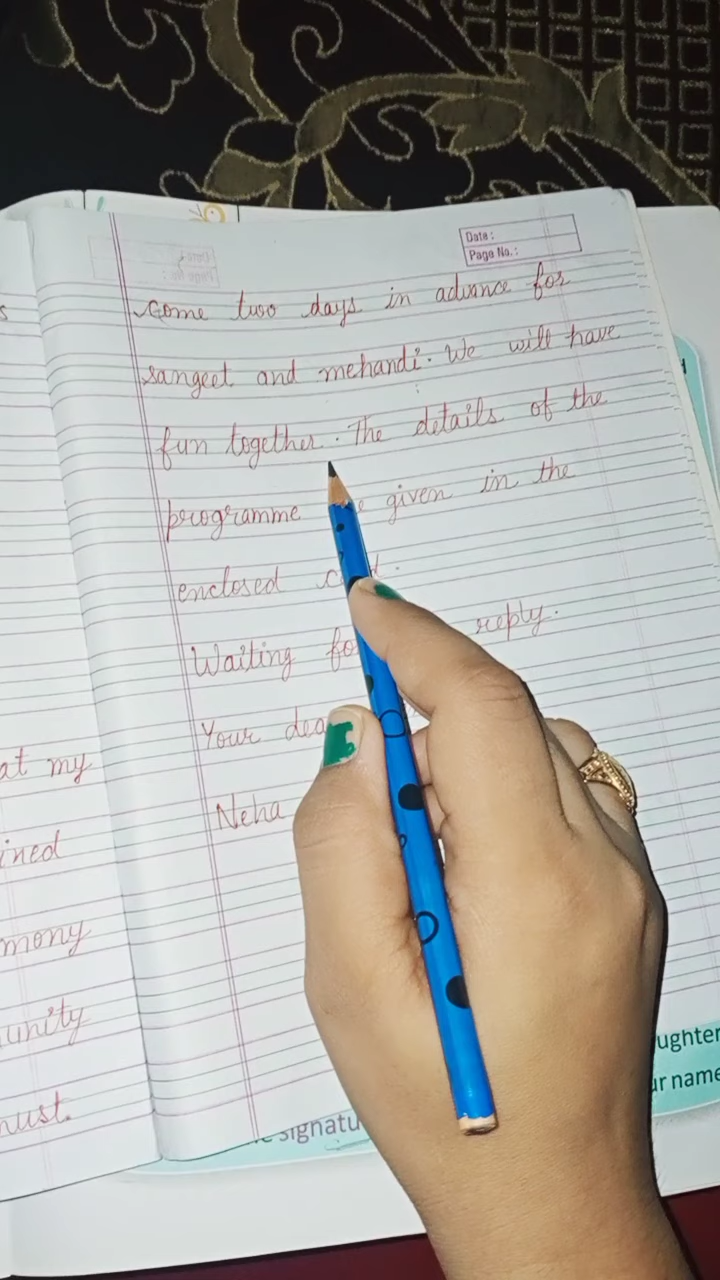 Date:
Page No.:
come two days in advance for
sangeet and mehandi. We will have
fun together. The details of the
programme given in the
enclosed
Waiting reply.
Your
Neha
at my
ined
mony
unity
must.
ughter
ur name
signatu